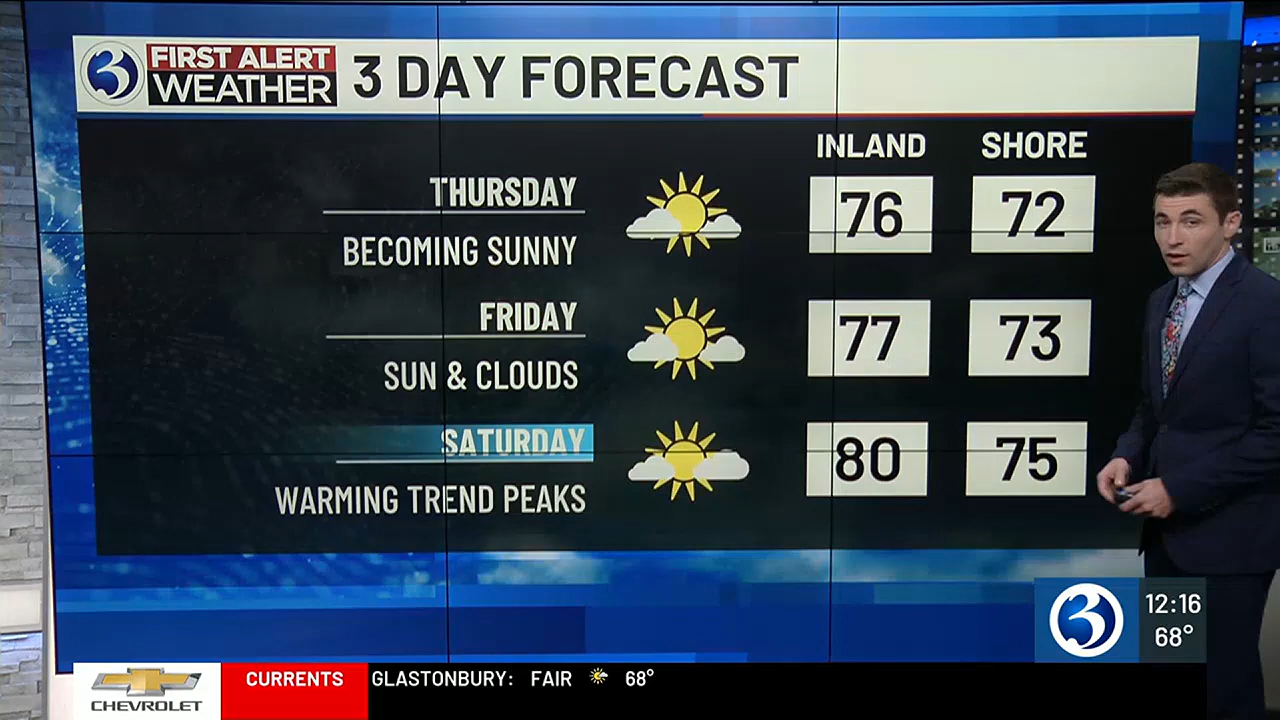 3 FIRST ALERT WEATHER 3 DAY FORECAST
INLAND SHORE
THURSDAY
BECOMING SUNNY
76 72
FRIDAY
SUN & CLOUDS
77 73
SATURDAY
WARMING TREND PEAKS
80 75
3
12:16
68°
CHEVROLET
CURRENTS
GLASTONBURY: FAIR 68°